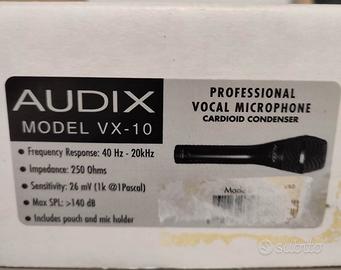 AUDIX
MODEL VX-10
• Frequency Response: 40 Hz - 20kHz
• Impedance: 250 Ohms
• Sensitivity: 26 mV (1k @1Pascal)
• Max SPL: >140 dB
• Includes pouch and mic holder
PROFESSIONAL
VOCAL MICROPHONE
CARDIOID CONDENSER
subito